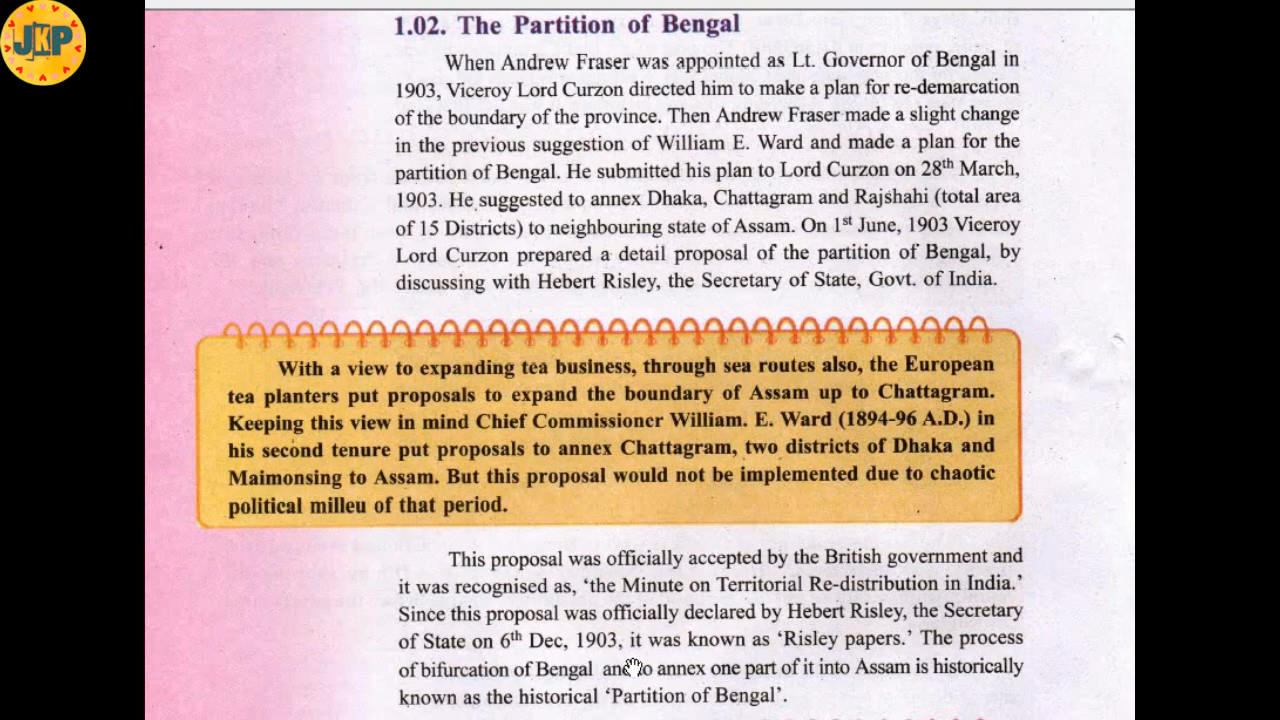 JKP
1.02. The Partition of Bengal
When Andrew Fraser was appointed as Lt. Governor of Bengal in
1903, Viceroy Lord Curzon directed him to make a plan for re-demarcation
of the boundary of the province. Then Andrew Fraser made a slight change
in the previous suggestion of William E. Ward and made a plan for the
partition of Bengal. He submitted his plan to Lord Curzon on 28th March,
1903. He suggested to annex Dhaka, Chattagram and Rajshahi (total area
of 15 Districts) to neighbouring state of Assam. On 1st June, 1903 Viceroy
Lord Curzon prepared a detail proposal of the partition of Bengal, by
discussing with Hebert Risley, the Secretary of State, Govt. of India.
With a view to expanding tea business, through sea routes also, the European
tea planters put proposals to expand the boundary of Assam up to Chattagram.
Keeping this view in mind Chief Commissioner William. E. Ward (1894-96 A.D.) in
his second tenure put proposals to annex Chattagram, two districts of Dhaka and
Maimonsing to Assam. But this proposal would not be implemented due to chaotic
political milleu of that period.
This proposal was officially accepted by the British government and
it was recognised as, ‘the Minute on Territorial Re-distribution in India.’
Since this proposal was officially declared by Hebert Risley, the Secretary
of State on 6th Dec, 1903, it was known as ‘Risley papers.’ The process
of bifurcation of Bengal and to annex one part of it into Assam is historically
known as the historical ‘Partition of Bengal’.